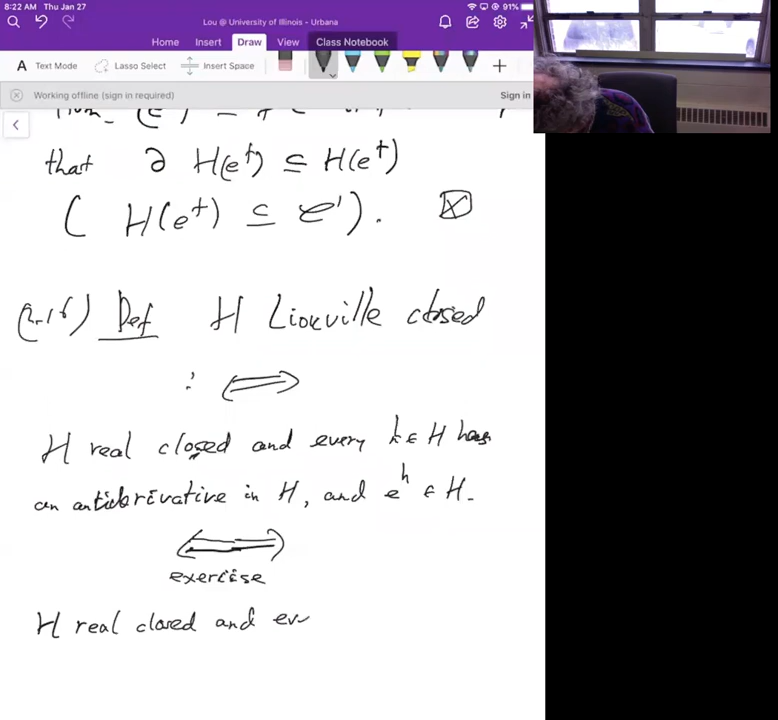 8:22 AM Thu Jan 27
91%
Lou @ University of Illinois - Urbana
Home Insert Draw View Class Notebook
A Text Mode Lasso Select Insert Space
Working offline (sign in required) Sign in
that ∂ H(e^f) ⊆ H(e^f)
( H(e^f) ⊆ 𝒞¹).
Def H Liouville closed
: ⟺
H real closed and every h ∈ H has
an antiderivative in H, and e^h ∈ H.
⟺
exercise
H real closed and ev